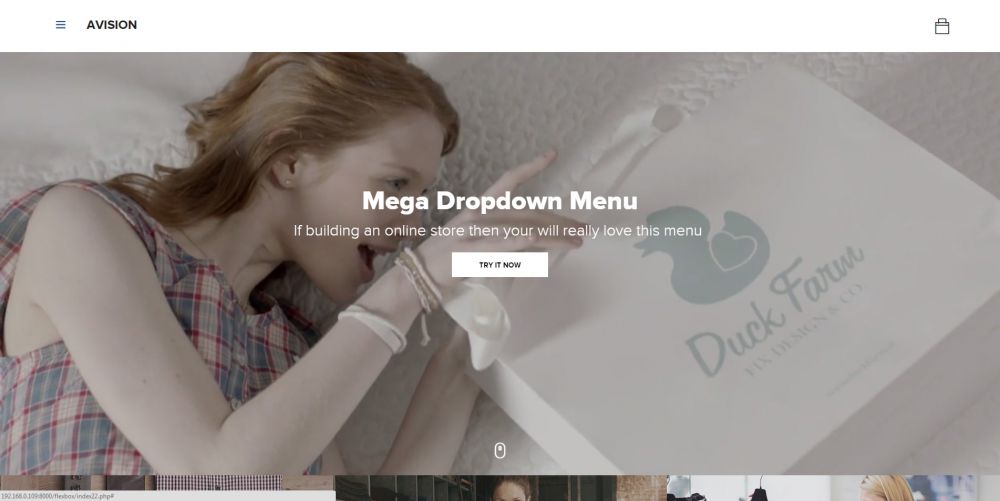 AVISION
Mega Dropdown Menu
If building an online store then your will really love this menu
TRY IT NOW
Duck Farm
FIX, DESIGN & CO.
192.168.0.109:8000/flexbox/index22.php#